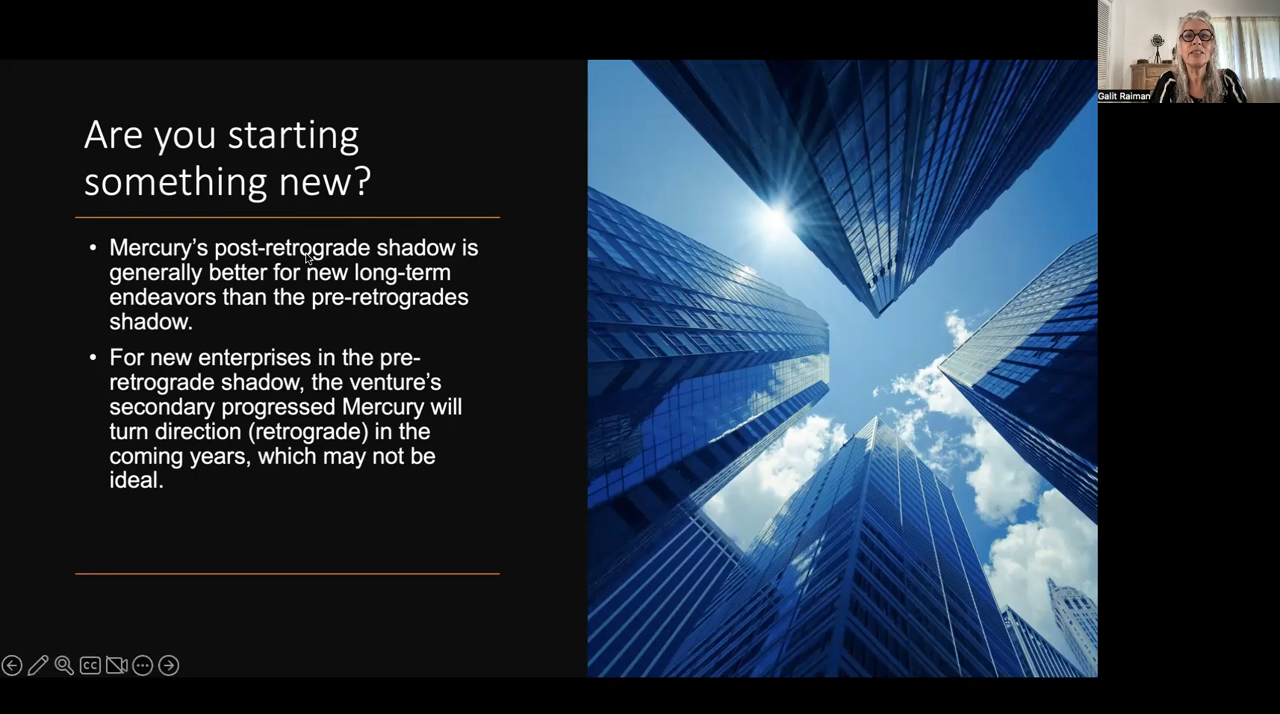 Galit Raiman
Are you starting
something new?
• Mercury’s post-retrograde shadow is
generally better for new long-term
endeavors than the pre-retrogrades
shadow.
• For new enterprises in the pre-
retrograde shadow, the venture’s
secondary progressed Mercury will
turn direction (retrograde) in the
coming years, which may not be
ideal.
CC